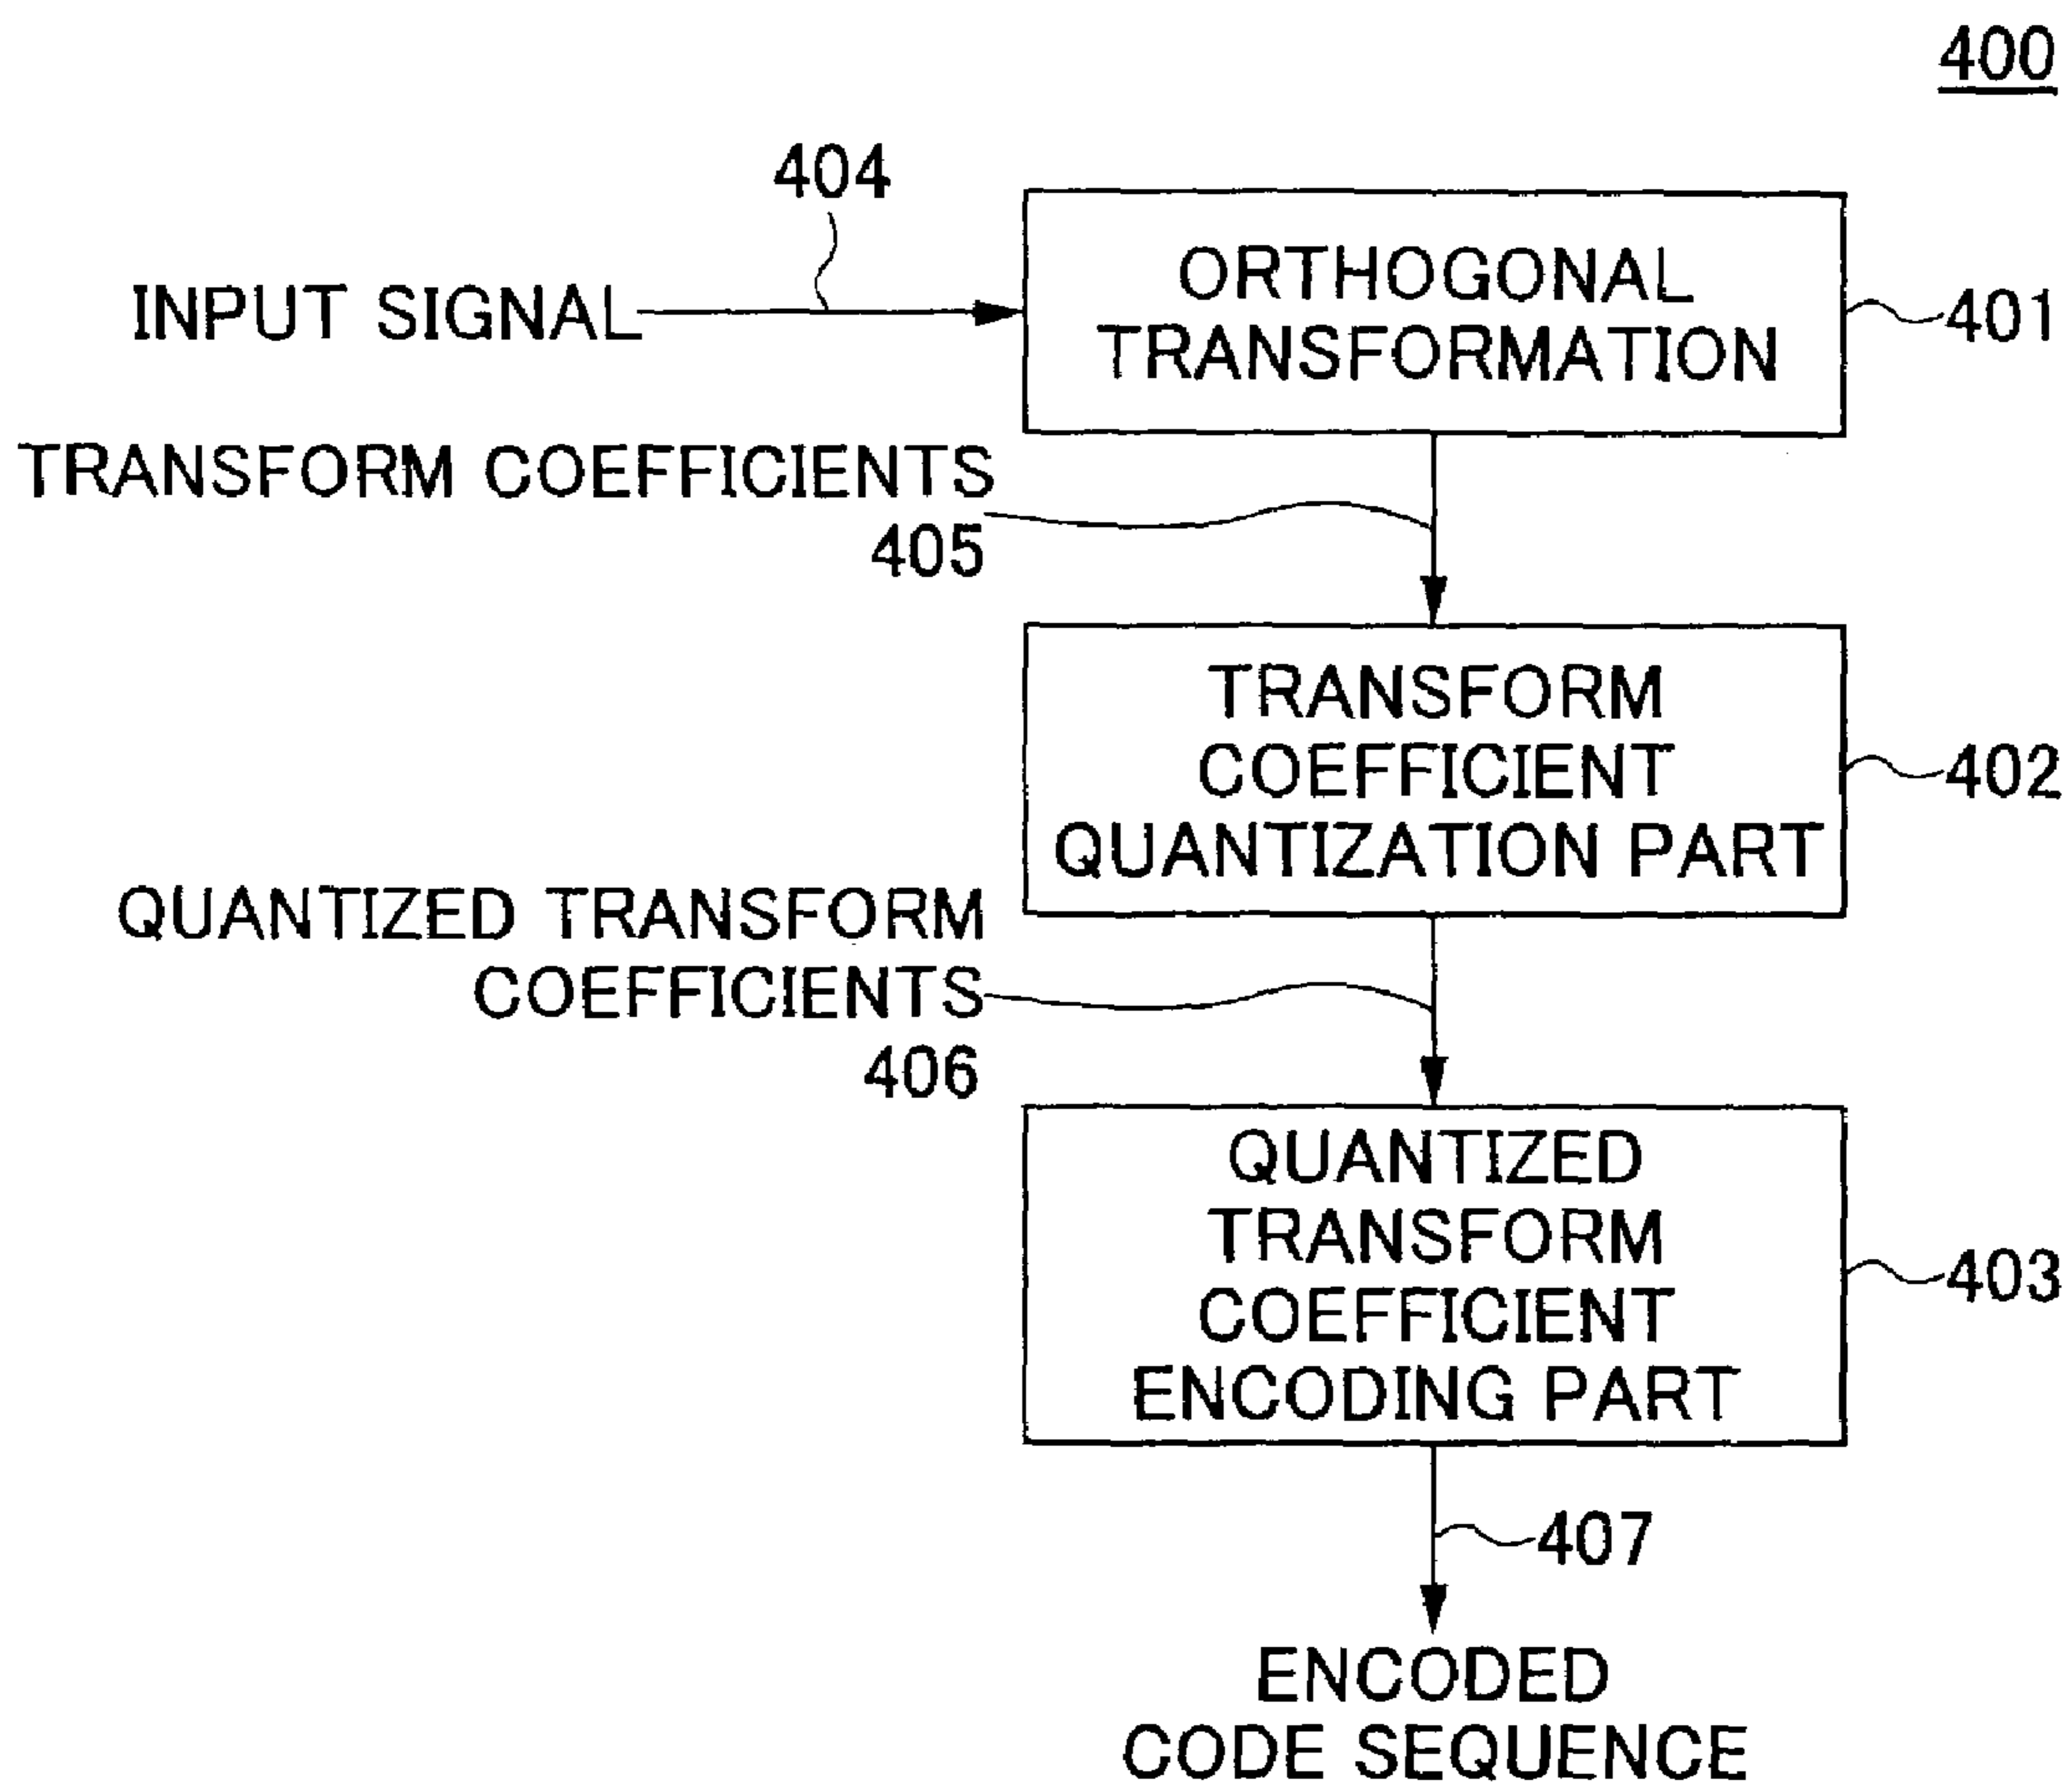 400
404
INPUT SIGNAL
ORTHOGONAL
TRANSFORMATION
401
TRANSFORM COEFFICIENTS
405
TRANSFORM
COEFFICIENT
QUANTIZATION PART
402
QUANTIZED TRANSFORM
COEFFICIENTS
406
QUANTIZED
TRANSFORM
COEFFICIENT
ENCODING PART
403
407
ENCODED
CODE SEQUENCE